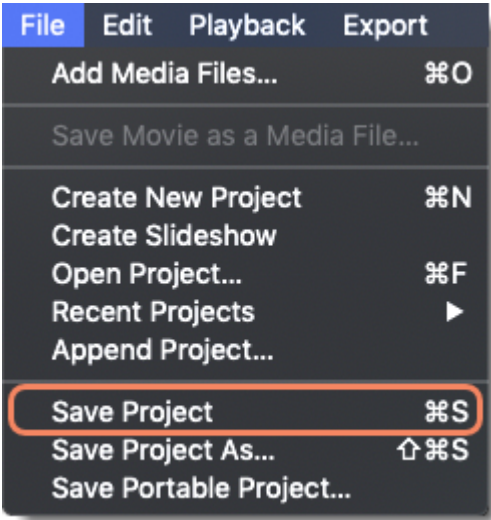 File Edit Playback Export
Add Media Files... ⌘O
Save Movie as a Media File...
Create New Project ⌘N
Create Slideshow
Open Project... ⌘F
Recent Projects ▶
Append Project...
Save Project ⌘S
Save Project As... ⇧⌘S
Save Portable Project...